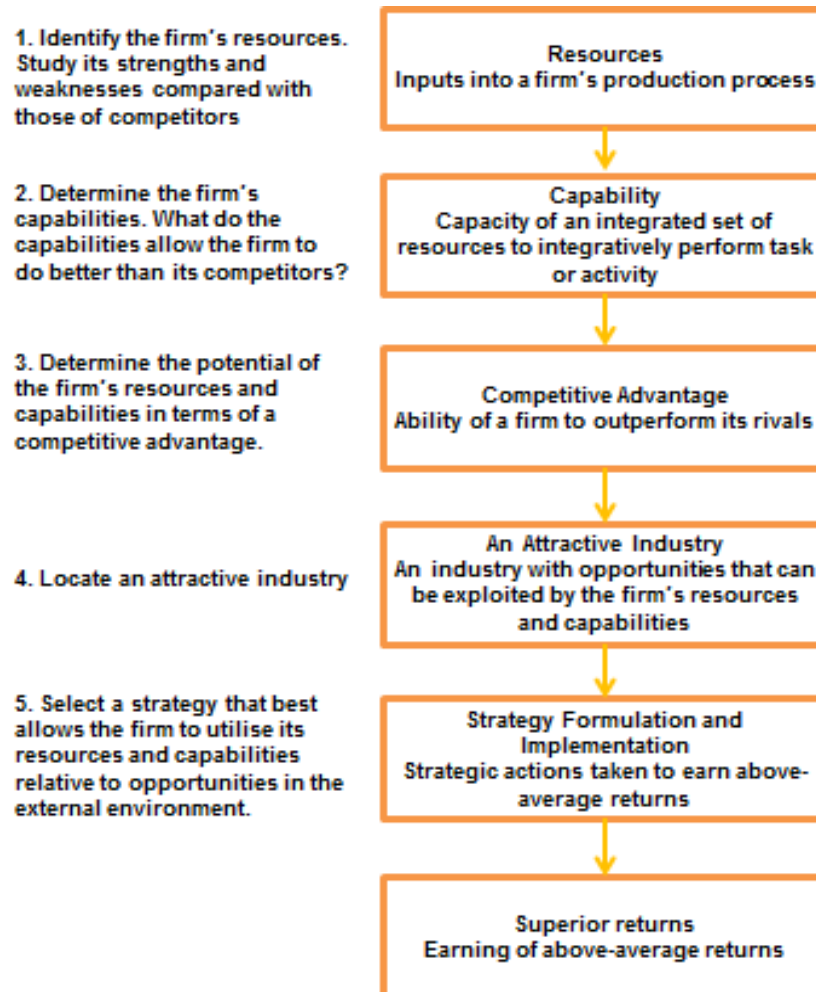 1. Identify the firm's resources.
Study its strengths and
weaknesses compared with
those of competitors
Resources
Inputs into a firm's production process
2. Determine the firm's
capabilities. What do the
capabilities allow the firm to
do better than its competitors?
Capability
Capacity of an integrated set of
resources to integratively perform task
or activity
3. Determine the potential of
the firm's resources and
capabilities in terms of a
competitive advantage.
Competitive Advantage
Ability of a firm to outperform its rivals
4. Locate an attractive industry
An Attractive Industry
An industry with opportunities that can
be exploited by the firm's resources
and capabilities
5. Select a strategy that best
allows the firm to utilise its
resources and capabilities
relative to opportunities in the
external environment.
Strategy Formulation and
Implementation
Strategic actions taken to earn above-
average returns
Superior returns
Earning of above-average returns